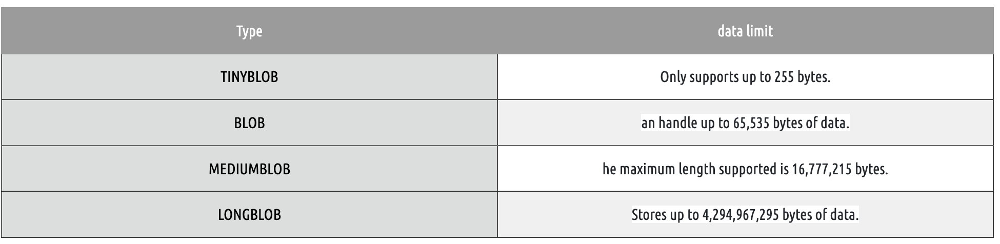 Type data limit
TINYBLOB Only supports up to 255 bytes.
BLOB an handle up to 65,535 bytes of data.
MEDIUMBLOB he maximum length supported is 16,777,215 bytes.
LONGBLOB Stores up to 4,294,967,295 bytes of data.